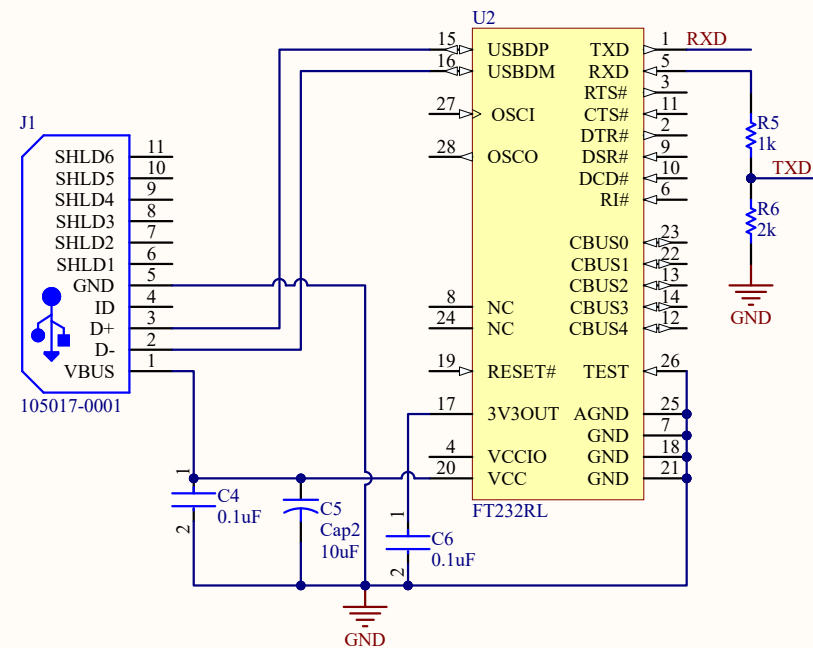 U2
15 USBDP TXD 1 RXD
16 USBDM RXD 5
RTS# 3
27 OSCI CTS# 11
DTR# 2
28 OSCO DSR# 9
DCD# 10
RI# 6
R5
1k
TXD
R6
2k
GND
CBUS0 23
CBUS1 22
CBUS2 13
8 NC CBUS3 14
24 NC CBUS4 12
19 RESET# TEST 26
17 3V3OUT AGND 25
GND 7
4 VCCIO GND 18
20 VCC GND 21
FT232RL
J1
SHLD6 11
SHLD5 10
SHLD4 9
SHLD3 8
SHLD2 7
SHLD1 6
GND 5
ID 4
D+ 3
D- 2
VBUS 1
105017-0001
1
C4
0.1uF
2
C5
Cap2
10uF
1
C6
0.1uF
2
GND